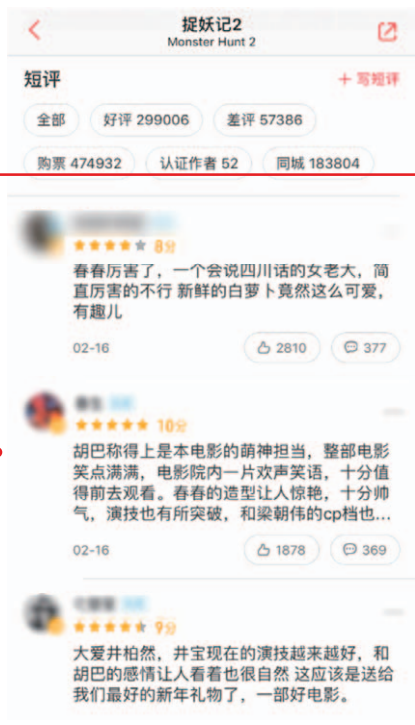 捉妖记2
Monster Hunt 2
短评
+ 写短评
全部
好评 299006
差评 57386
购票 474932
认证作者 52
同城 183804
8分
春春厉害了，一个会说四川话的女老大，简
直厉害的不行 新鲜的白萝卜竟然这么可爱，
有趣儿
02-16
2810
377
10分
胡巴称得上是本电影的萌神担当，整部电影
笑点满满，电影院内一片欢声笑语，十分值
得前去观看。春春的造型让人惊艳，十分帅
气，演技也有所突破，和梁朝伟的cp档也...
02-16
1878
369
9分
大爱井柏然，井宝现在的演技越来越好，和
胡巴的感情让人看着也很自然 这应该是送给
我们最好的新年礼物了，一部好电影。